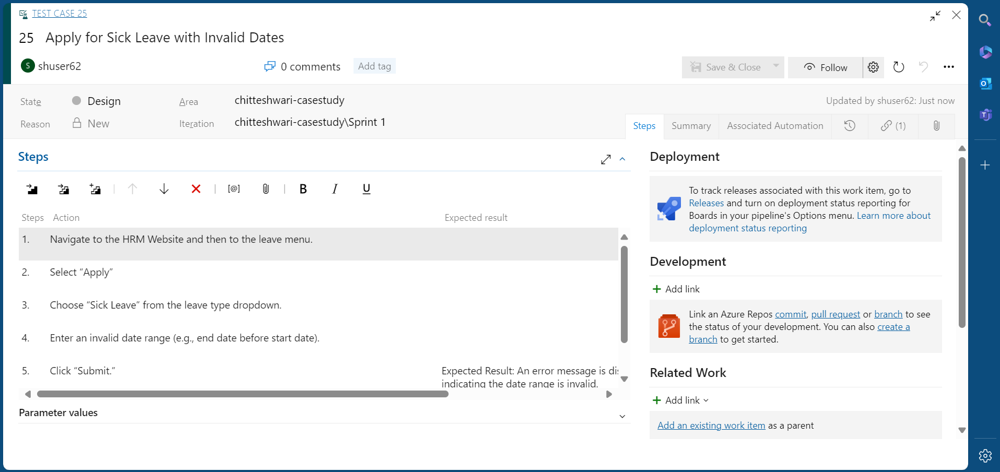 TEST CASE 25
25 Apply for Sick Leave with Invalid Dates
S shuser62
0 comments
Add tag
Save & Close
Follow
State
Design
Area
chitteshwari-casestudy
Updated by shuser62: Just now
Reason
New
Iteration
chitteshwari-casestudy\Sprint 1
Steps
Summary
Associated Automation
(1)
Steps
[@]
B
I
U
Steps Action Expected result
1. Navigate to the HRM Website and then to the leave menu.
2. Select “Apply”
3. Choose “Sick Leave” from the leave type dropdown.
4. Enter an invalid date range (e.g., end date before start date).
5. Click “Submit.”
Expected Result: An error message is dis
indicating the date range is invalid.
Parameter values
Deployment
To track releases associated with this work item, go to
Releases and turn on deployment status reporting for
Boards in your pipeline's Options menu. Learn more about
deployment status reporting
Development
Add link
Link an Azure Repos commit, pull request or branch to see
the status of your development. You can also create a
branch to get started.
Related Work
Add link
Add an existing work item as a parent